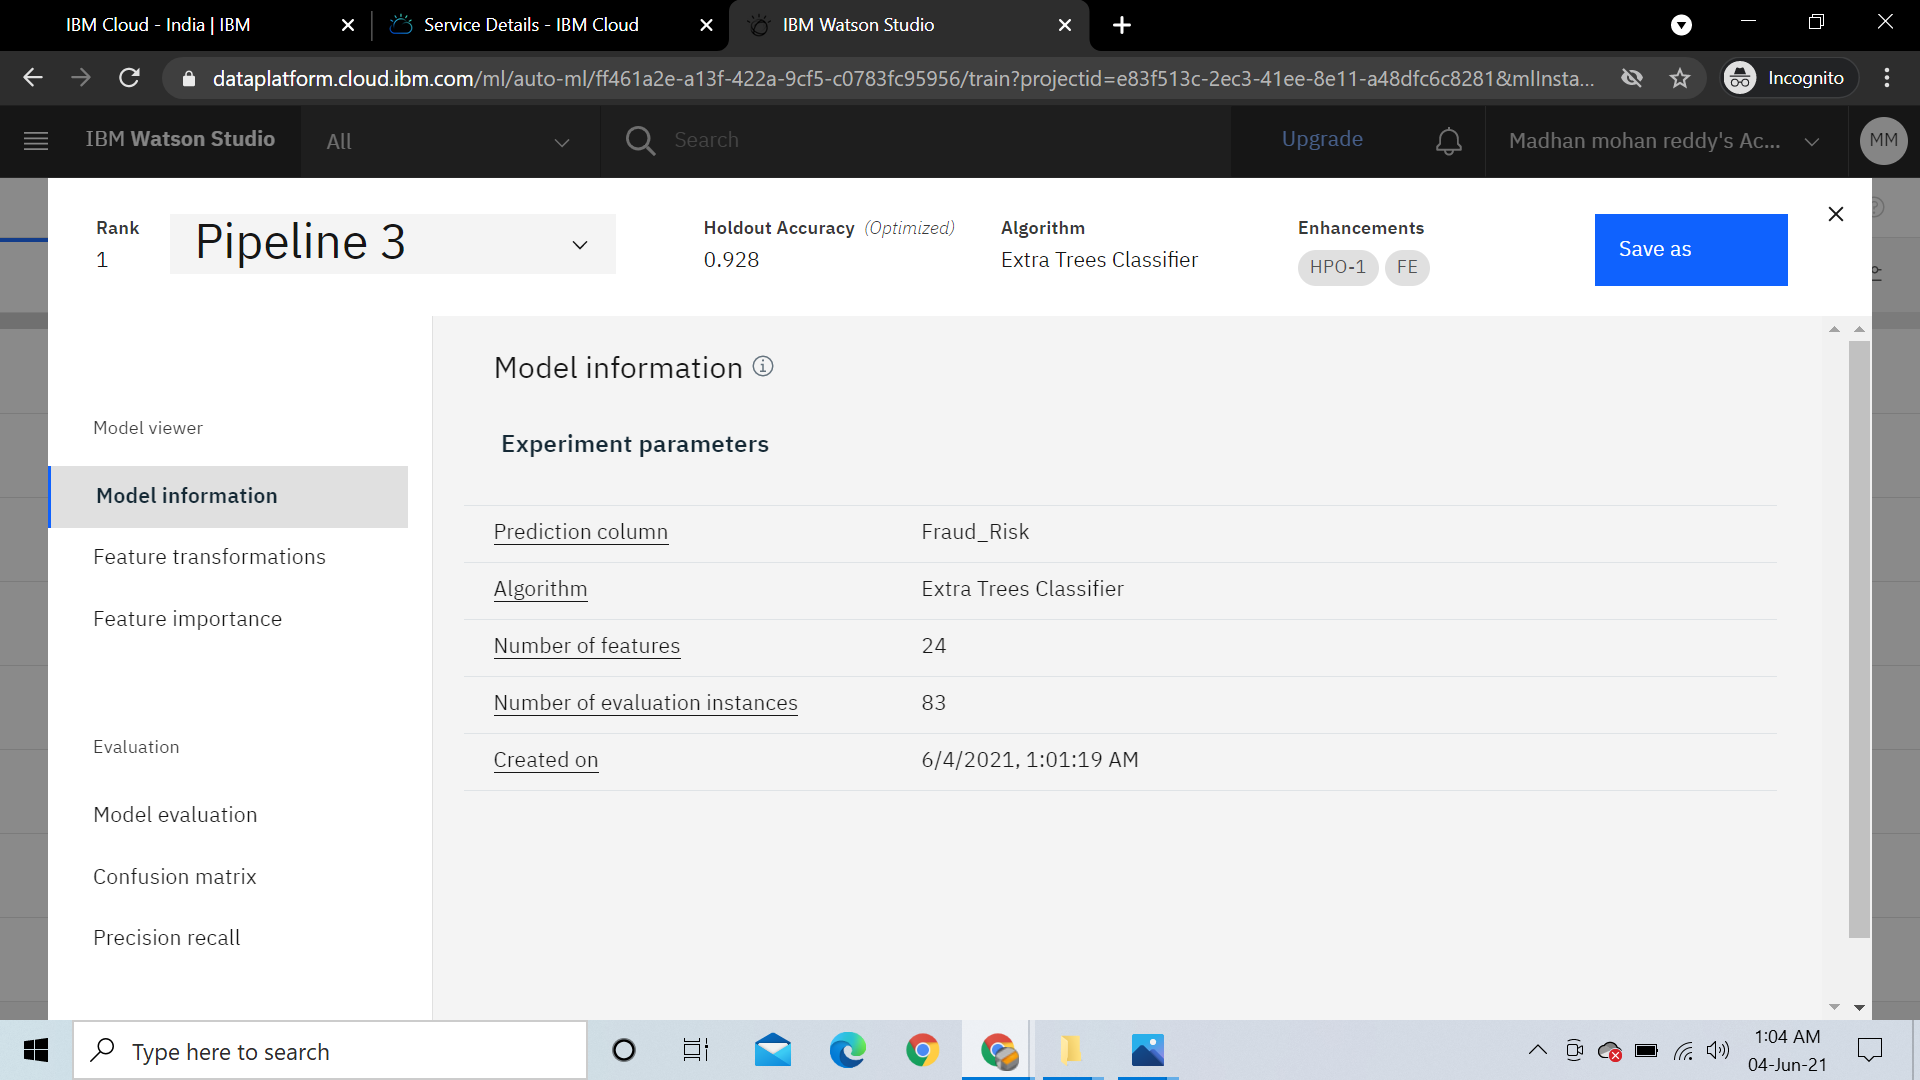 IBM Cloud - India | IBM
Service Details - IBM Cloud
IBM Watson Studio
dataplatform.cloud.ibm.com/ml/auto-ml/ff461a2e-a13f-422a-9cf5-c0783fc95956/train?projectid=e83f513c-2ec3-41ee-8e11-a48dfc6c8281&mlInsta...
Incognito
IBM Watson Studio
All
Search
Upgrade
Madhan mohan reddy's Ac...
MM
Rank
1
Pipeline 3
Holdout Accuracy (Optimized)
0.928
Algorithm
Extra Trees Classifier
Enhancements
HPO-1 FE
Save as
Model viewer
Model information
Feature transformations
Feature importance
Evaluation
Model evaluation
Confusion matrix
Precision recall
Model information
Experiment parameters
Prediction column Fraud_Risk
Algorithm Extra Trees Classifier
Number of features 24
Number of evaluation instances 83
Created on 6/4/2021, 1:01:19 AM
Type here to search
1:04 AM
04-Jun-21